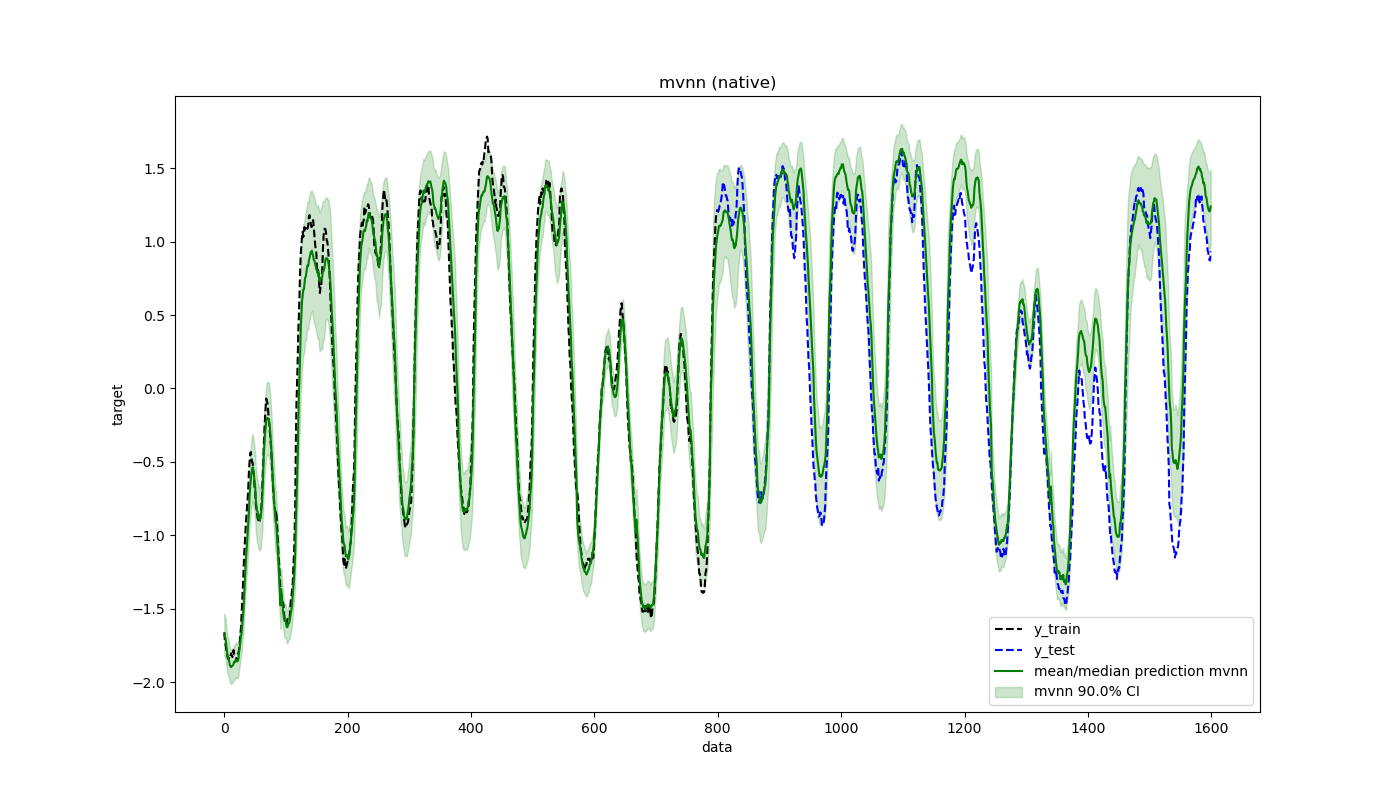 mvnn (native)
1.5
1.0
0.5
0.0
−0.5
−1.0
−1.5
−2.0
target
0 200 400 600 800 1000 1200 1400 1600
data
y_train
y_test
mean/median prediction mvnn
mvnn 90.0% CI